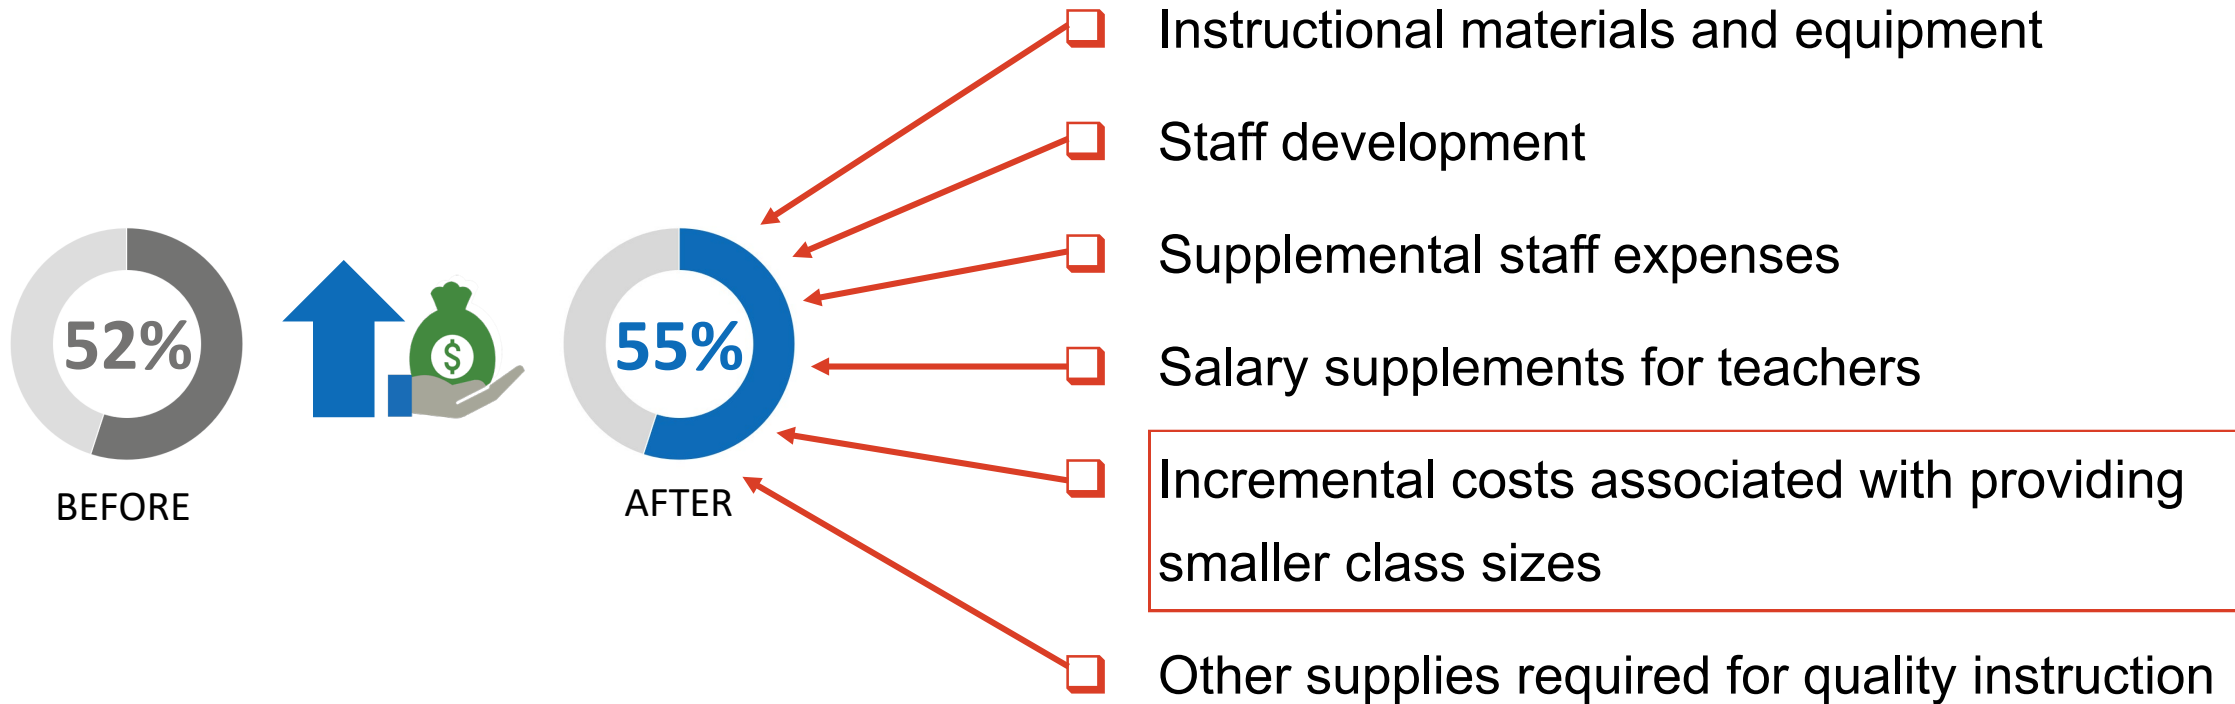 Instructional materials and equipment
Staff development
Supplemental staff expenses
Salary supplements for teachers
Incremental costs associated with providing
smaller class sizes
Other supplies required for quality instruction
52%
BEFORE
$
55%
AFTER